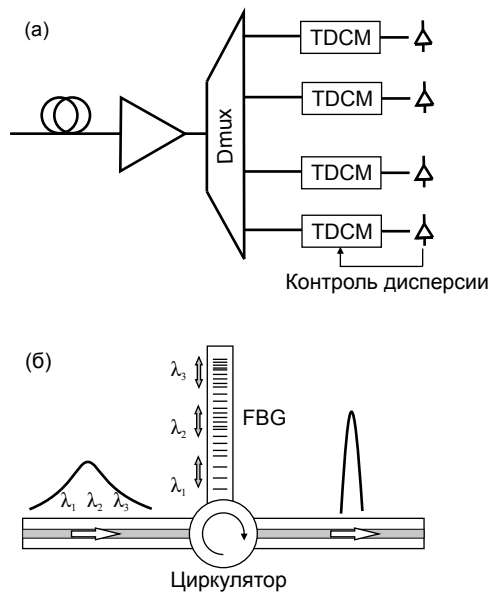 (а)
TDCM
TDCM
Dmux
TDCM
TDCM
Контроль дисперсии
(б)
λ₃
FBG
λ₂
λ₁
λ₁ λ₂ λ₃
Циркулятор